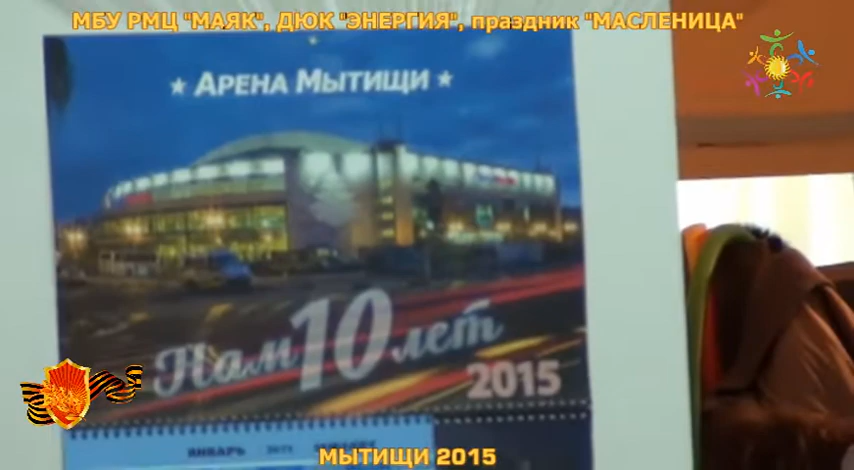 МБУ РМЦ "МАЯК", ДЮК "ЭНЕРГИЯ", праздник "МАСЛЕНИЦА"
★ АРЕНА МЫТИЩИ ★
Нам 10 лет
2015
ЯНВАРЬ
МЫТИЩИ 2015